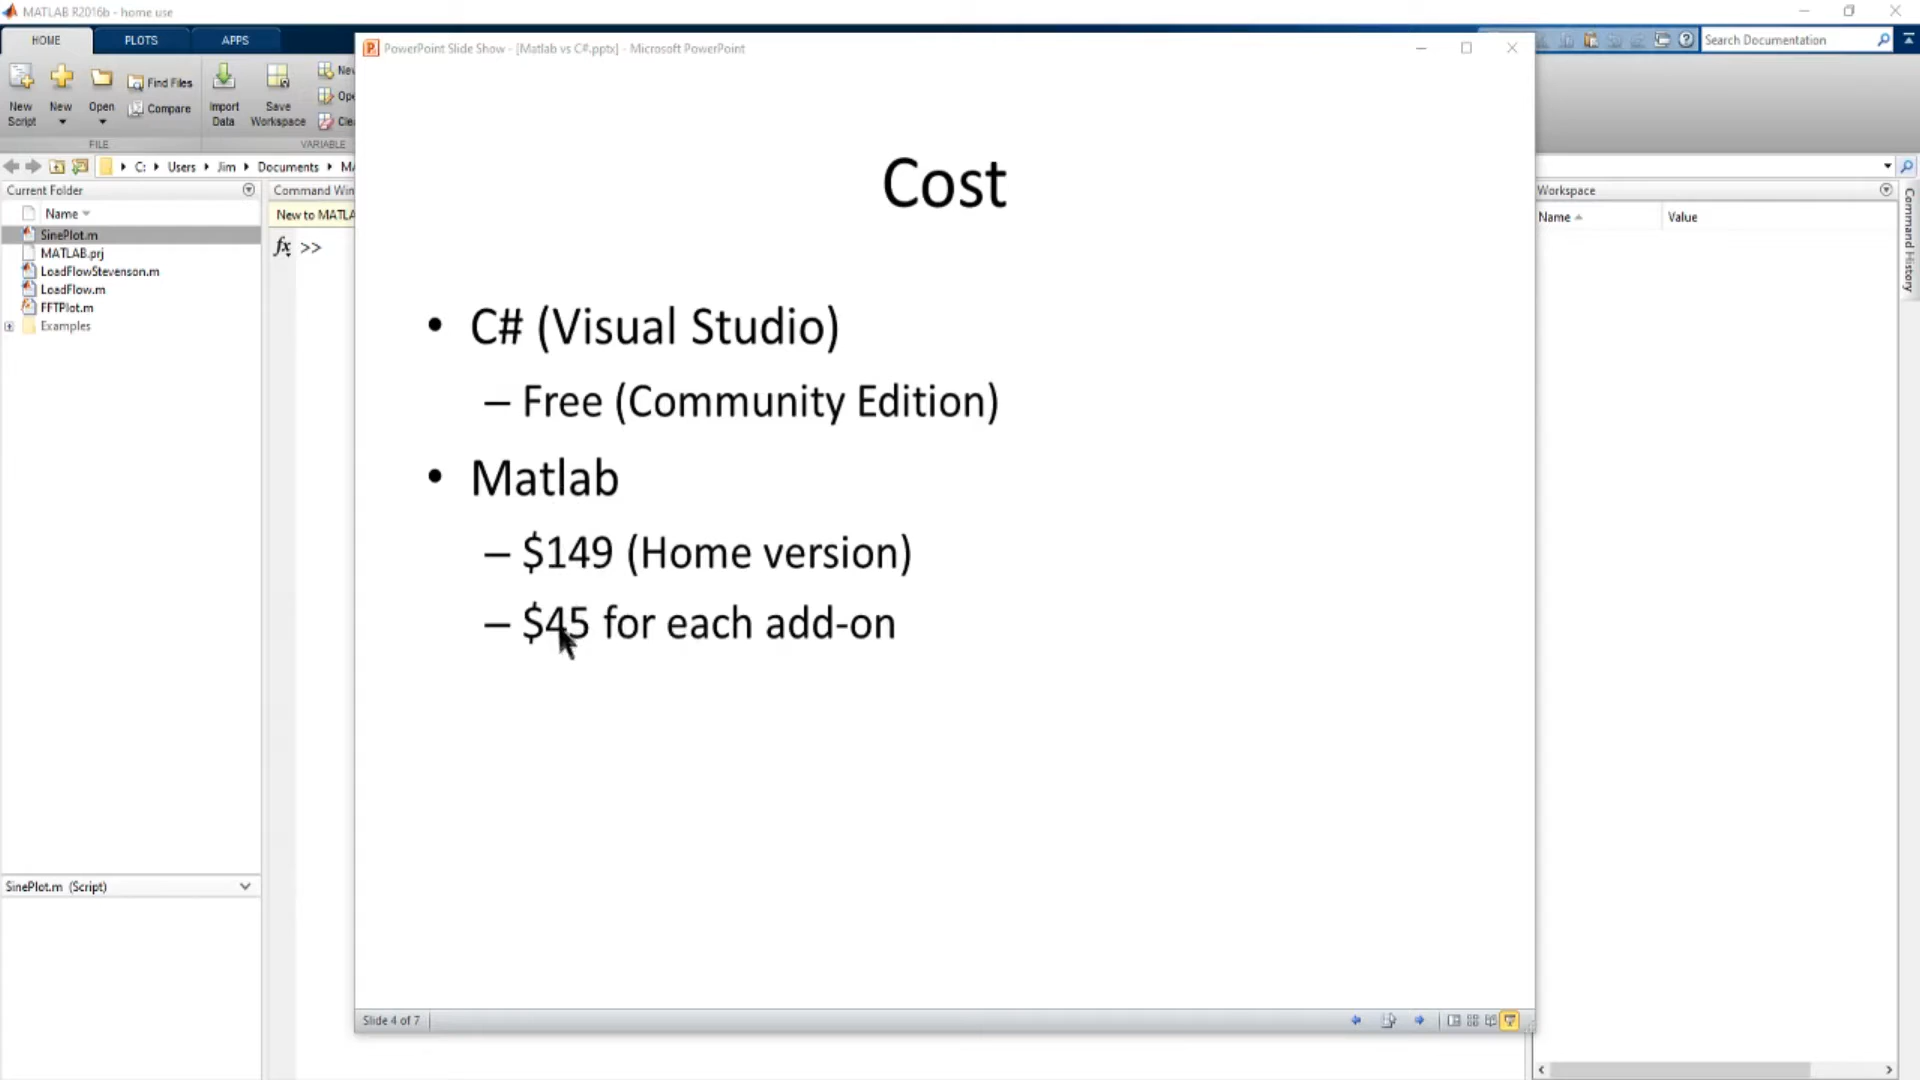 MATLAB R2016b - home use
HOME
PLOTS
APPS
Search Documentation
PowerPoint Slide Show - [Matlab vs C#.pptx] - Microsoft PowerPoint
New
Script
New
Open
Find Files
Compare
Import
Data
Save
Workspace
FILE
VARIABLE
C:
Users
Jim
Documents
Current Folder
Name
SinePlot.m
MATLAB.prj
LoadFlowStevenson.m
LoadFlow.m
FFTPlot.m
Examples
SinePlot.m (Script)
Command Win
New to MATLA
fx >>
Cost
• C# (Visual Studio)
– Free (Community Edition)
• Matlab
– $149 (Home version)
– $45 for each add-on
Slide 4 of 7
Workspace
Name
Value
Command History